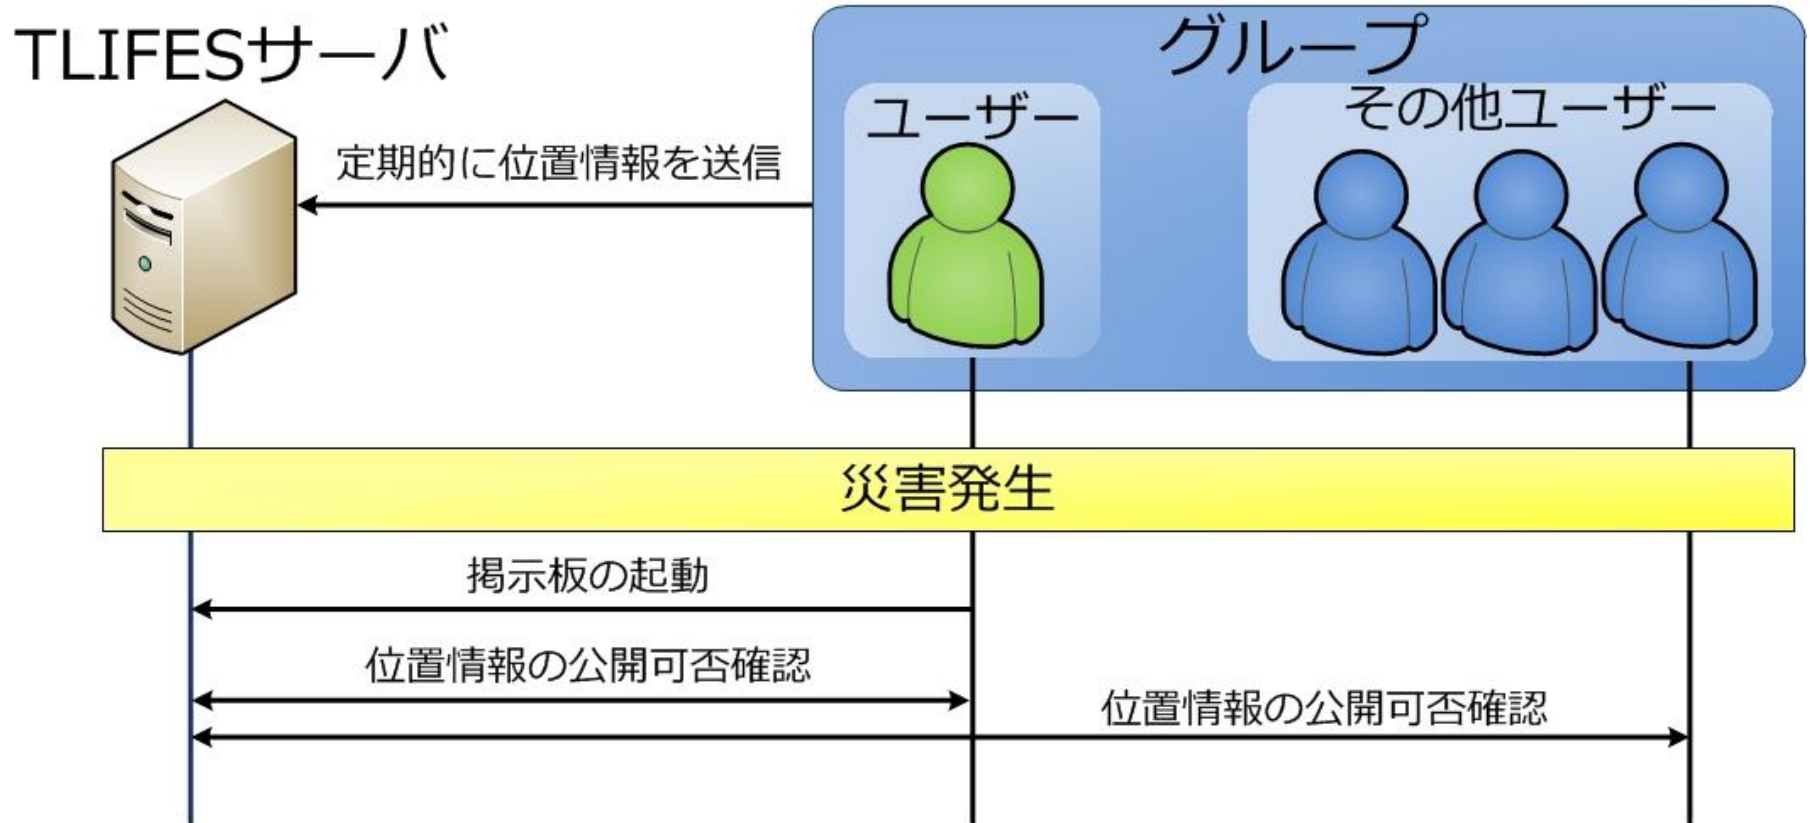 TLIFESサーバ
グループ
ユーザー
その他ユーザー
定期的に位置情報を送信
災害発生
掲示板の起動
位置情報の公開可否確認
位置情報の公開可否確認